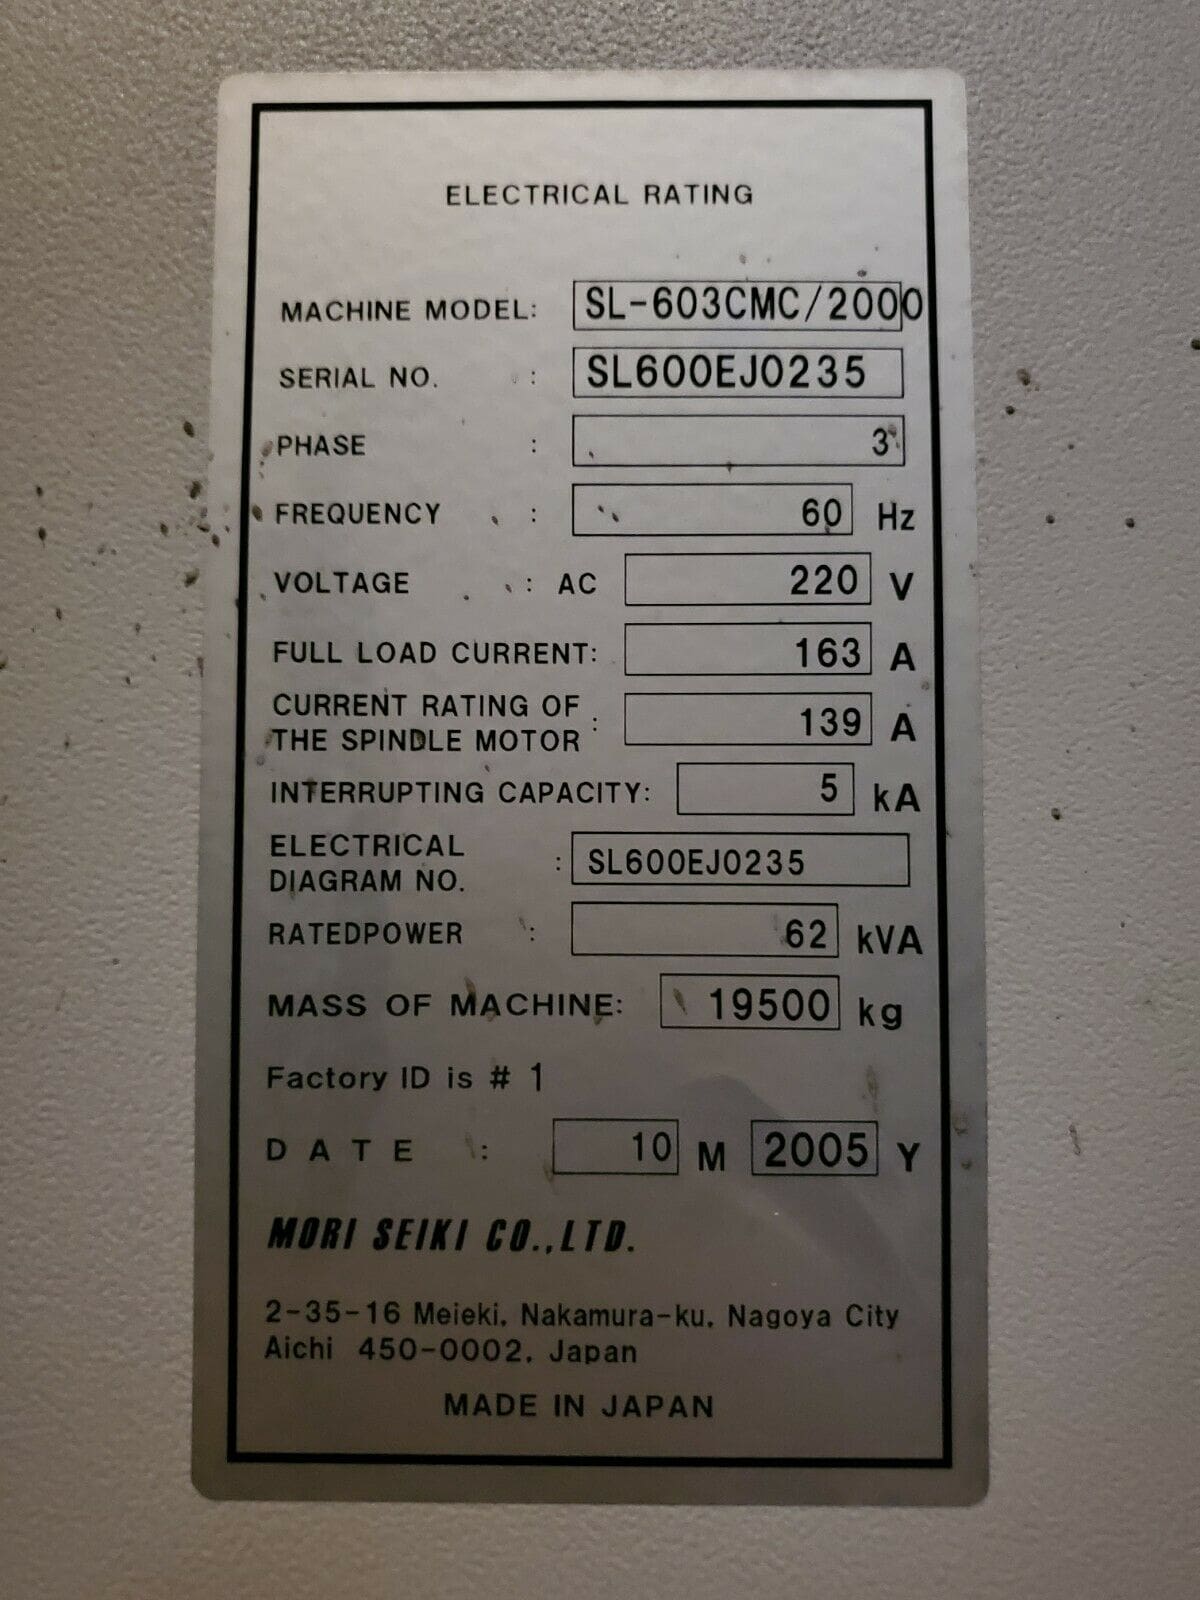 ELECTRICAL RATING
MACHINE MODEL: SL-603CMC/2000
SERIAL NO. : SL600EJ0235
PHASE : 3
FREQUENCY : 60 Hz
VOLTAGE : AC 220 V
FULL LOAD CURRENT: 163 A
CURRENT RATING OF
THE SPINDLE MOTOR : 139 A
INTERRUPTING CAPACITY: 5 kA
ELECTRICAL
DIAGRAM NO. : SL600EJ0235
RATEDPOWER : 62 kVA
MASS OF MACHINE: 19500 kg
Factory ID is # 1
DATE : 10 M 2005 Y
MORI SEIKI CO.,LTD.
2-35-16 Meieki, Nakamura-ku, Nagoya City
Aichi 450-0002, Japan
MADE IN JAPAN